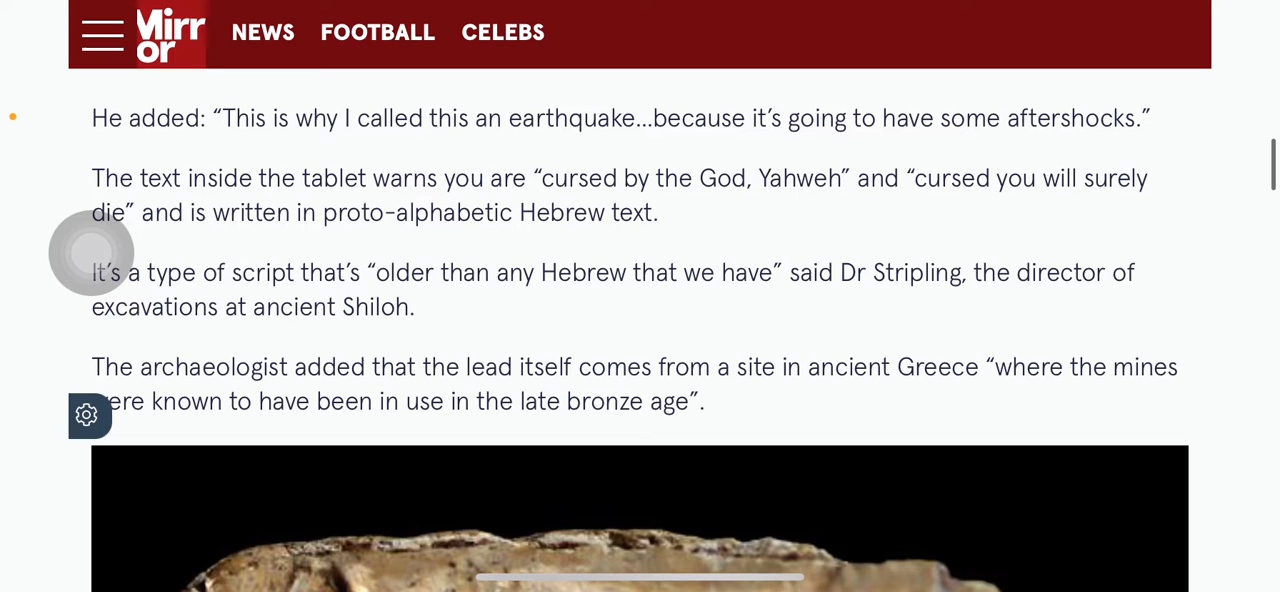 Mirr
or
NEWS FOOTBALL CELEBS
He added: “This is why I called this an earthquake...because it’s going to have some aftershocks.”
The text inside the tablet warns you are “cursed by the God, Yahweh” and “cursed you will surely
die” and is written in proto-alphabetic Hebrew text.
It’s a type of script that’s “older than any Hebrew that we have” said Dr Stripling, the director of
excavations at ancient Shiloh.
The archaeologist added that the lead itself comes from a site in ancient Greece “where the mines
were known to have been in use in the late bronze age”.